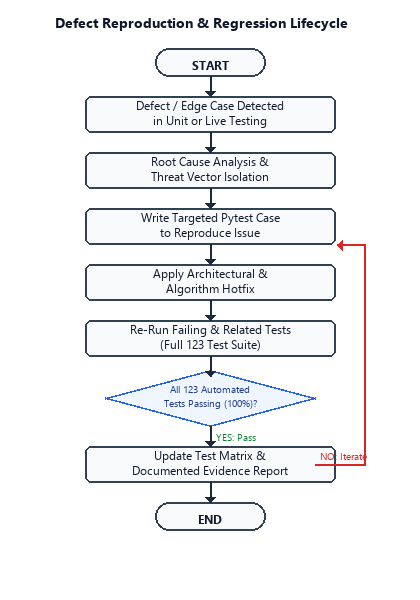 Defect Reproduction & Regression Lifecycle
START
Defect / Edge Case Detected
in Unit or Live Testing
Root Cause Analysis &
Threat Vector Isolation
Write Targeted Pytest Case
to Reproduce Issue
Apply Architectural &
Algorithm Hotfix
Re-Run Failing & Related Tests
(Full 123 Test Suite)
All 123 Automated
Tests Passing (100%)?
YES: Pass
Update Test Matrix &
Documented Evidence Report
NO: Iterate
END